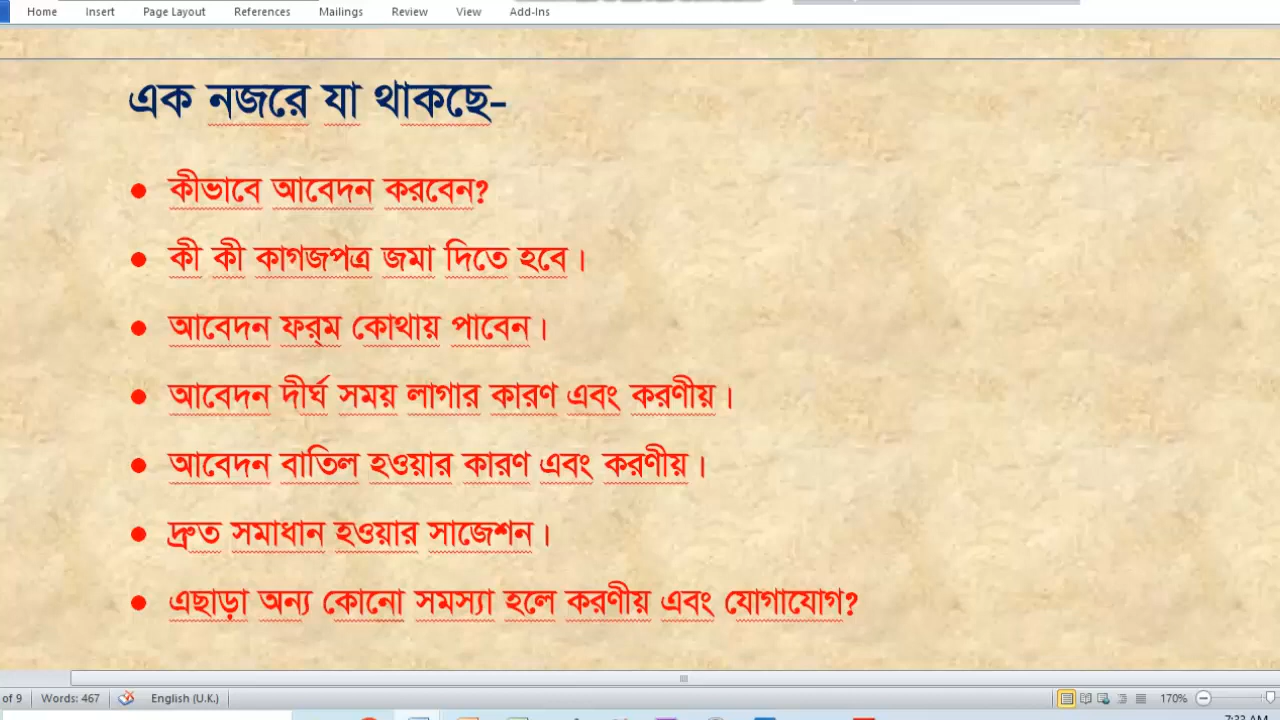 Home Insert Page Layout References Mailings Review View Add-Ins
এক নজরে যা থাকছে-
• কীভাবে আবেদন করবেন?
• কী কী কাগজপত্র জমা দিতে হবে।
• আবেদন ফর্‌ম কোথায় পাবেন।
• আবেদন দীর্ঘ সময় লাগার কারণ এবং করণীয়।
• আবেদন বাতিল হওয়ার কারণ এবং করণীয়।
• দ্রুত সমাধান হওয়ার সাজেশন।
• এছাড়া অন্য কোনো সমস্যা হলে করণীয় এবং যোগাযোগ?
of 9 Words: 467 English (U.K.) 170%